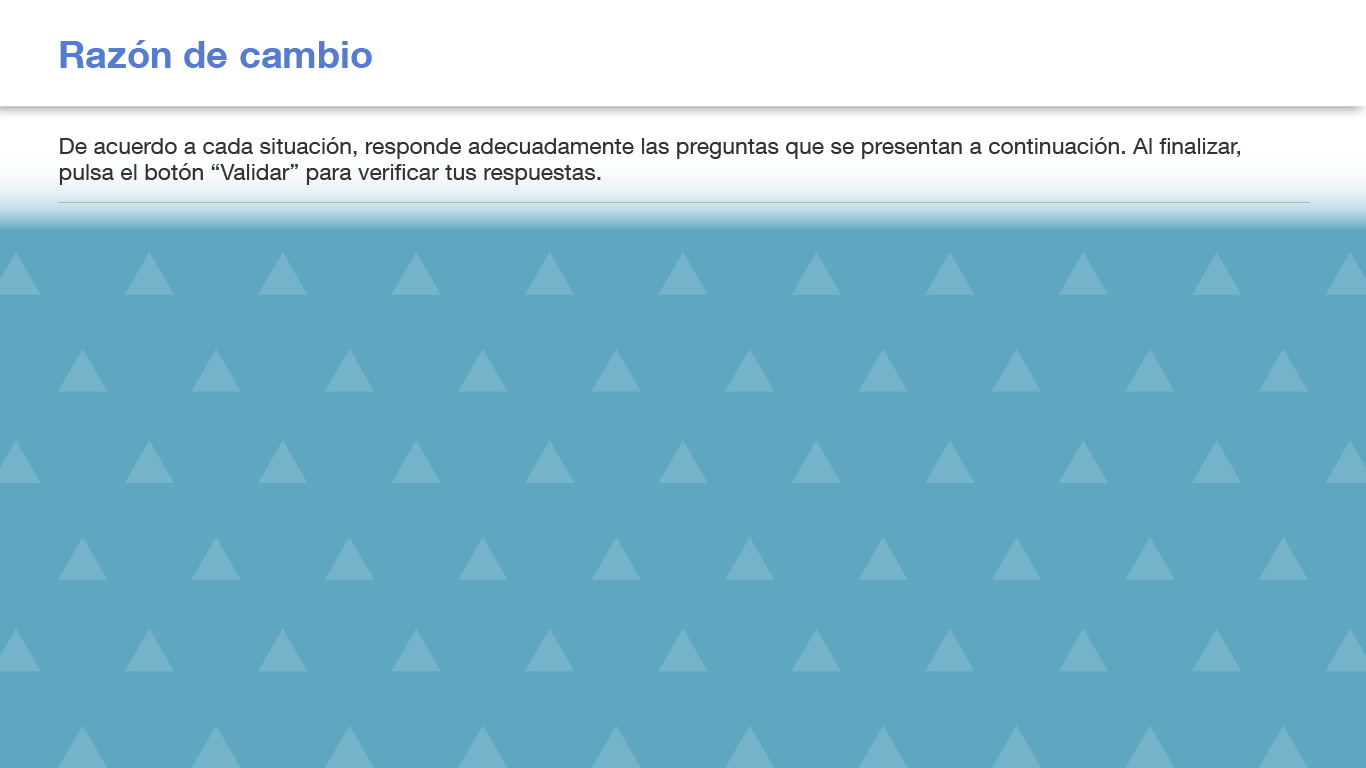 Razón de cambio
De acuerdo a cada situación, responde adecuadamente las preguntas que se presentan a continuación. Al finalizar,
pulsa el botón “Validar” para verificar tus respuestas.